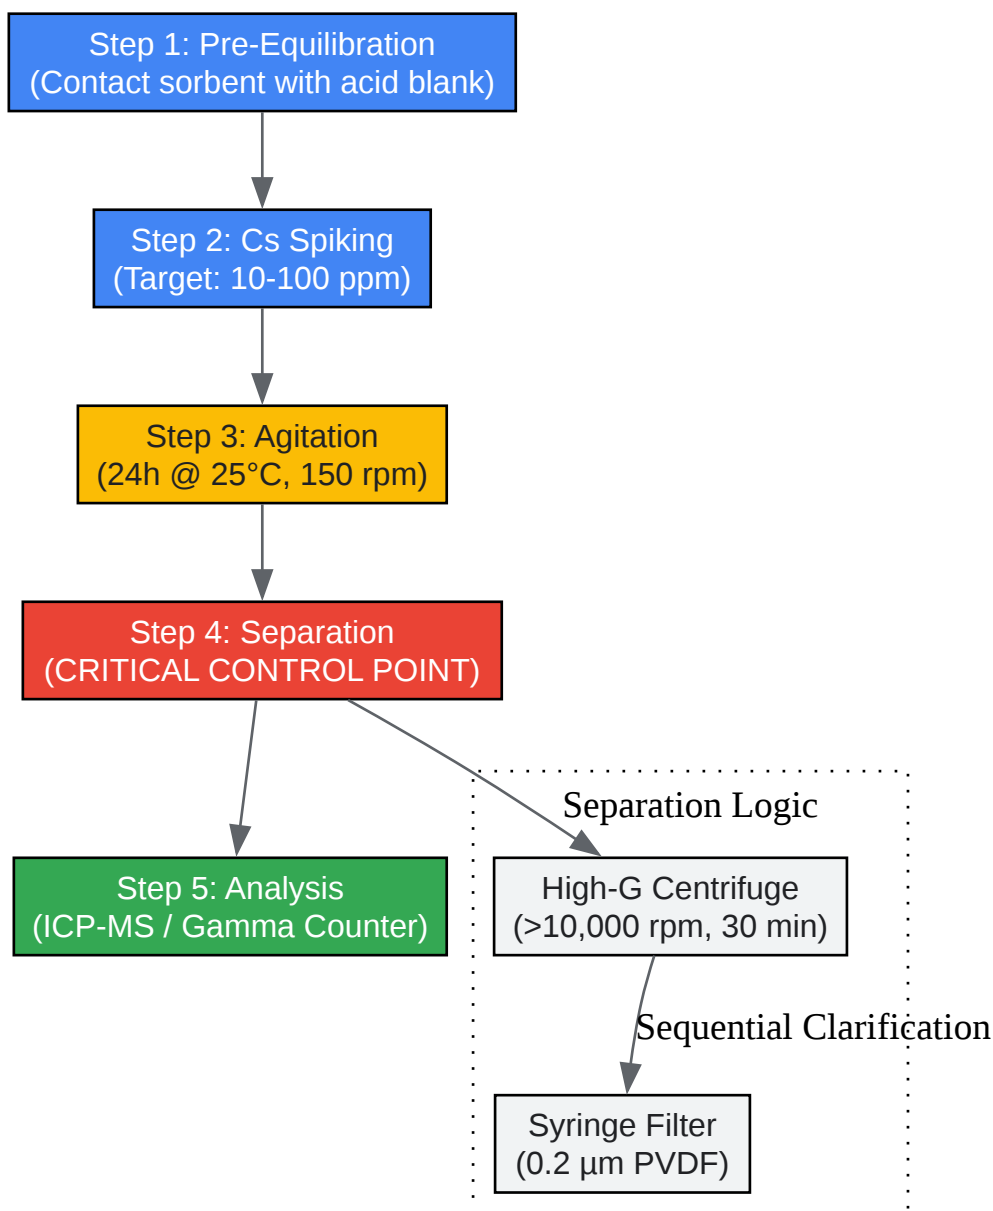 Step 1: Pre-Equilibration
(Contact sorbent with acid blank)
Step 2: Cs Spiking
(Target: 10-100 ppm)
Step 3: Agitation
(24h @ 25°C, 150 rpm)
Step 4: Separation
(CRITICAL CONTROL POINT)
Separation Logic
Step 5: Analysis
(ICP-MS / Gamma Counter)
High-G Centrifuge
(>10,000 rpm, 30 min)
Sequential Clarification
Syringe Filter
(0.2 µm PVDF)